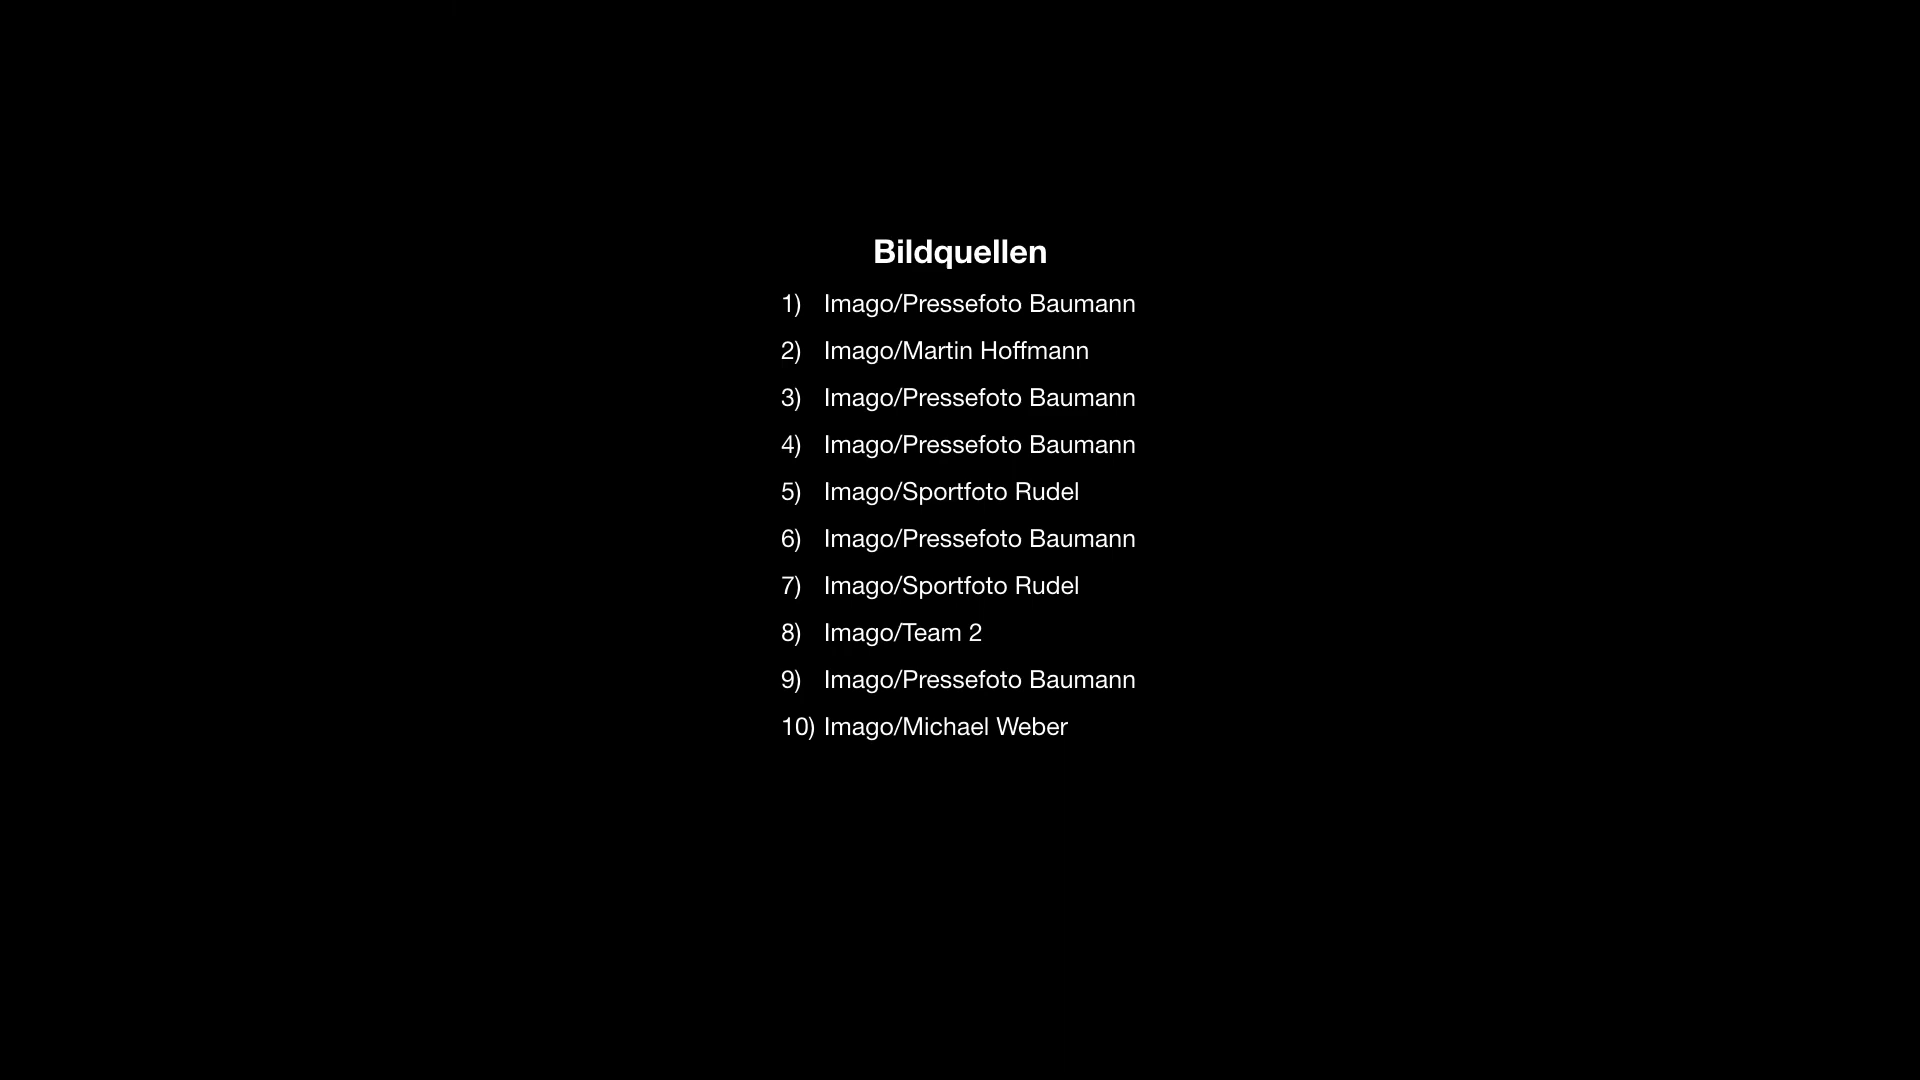 Bildquellen
1) Imago/Pressefoto Baumann
2) Imago/Martin Hoffmann
3) Imago/Pressefoto Baumann
4) Imago/Pressefoto Baumann
5) Imago/Sportfoto Rudel
6) Imago/Pressefoto Baumann
7) Imago/Sportfoto Rudel
8) Imago/Team 2
9) Imago/Pressefoto Baumann
10) Imago/Michael Weber